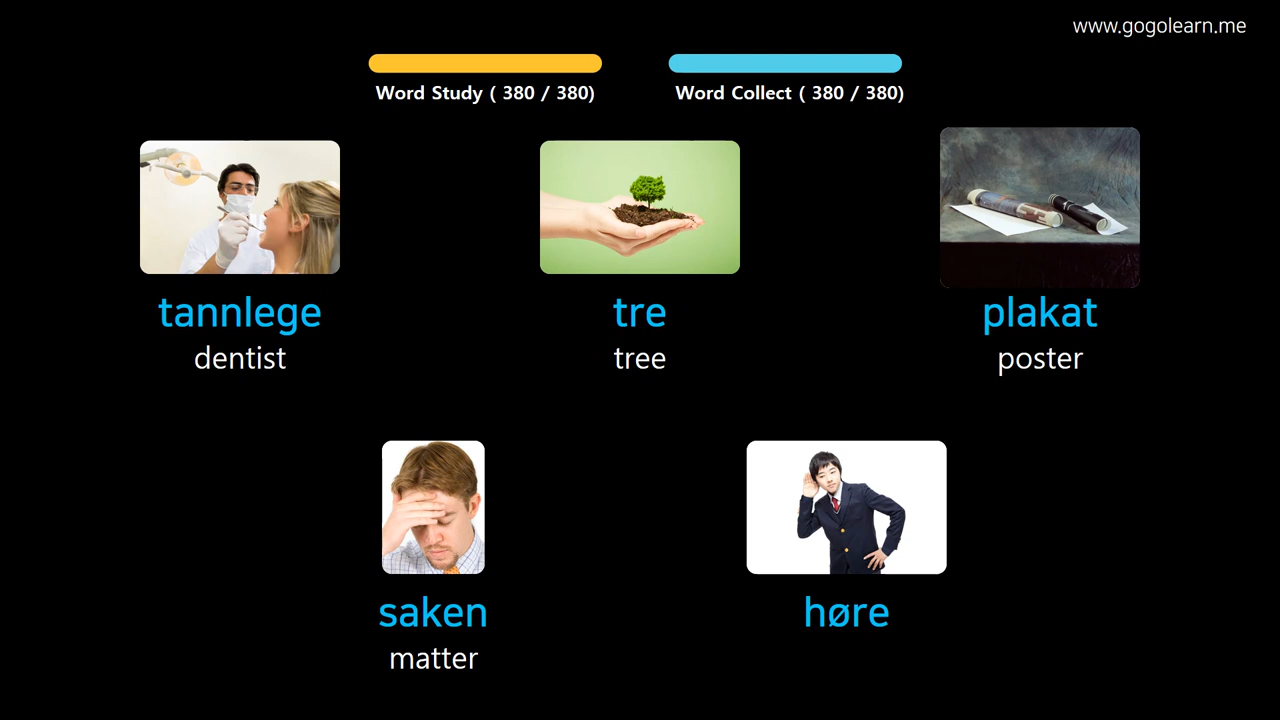 www.gogolearn.me
Word Study ( 380 / 380)
Word Collect ( 380 / 380)
tannlege
dentist
tre
tree
plakat
poster
saken
matter
høre